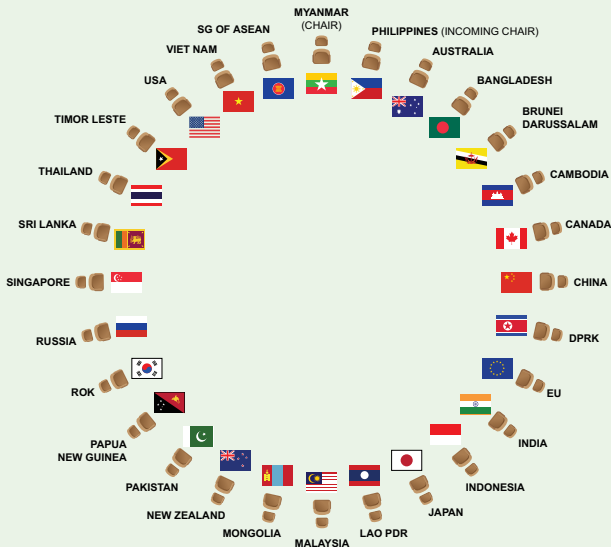 MYANMAR
(CHAIR)
PHILIPPINES (INCOMING CHAIR)
AUSTRALIA
BANGLADESH
BRUNEI
DARUSSALAM
CAMBODIA
CANADA
CHINA
DPRK
EU
INDIA
INDONESIA
JAPAN
LAO PDR
MALAYSIA
MONGOLIA
NEW ZEALAND
PAKISTAN
PAPUA
NEW GUINEA
ROK
RUSSIA
SINGAPORE
SRI LANKA
THAILAND
TIMOR LESTE
USA
VIET NAM
SG OF ASEAN